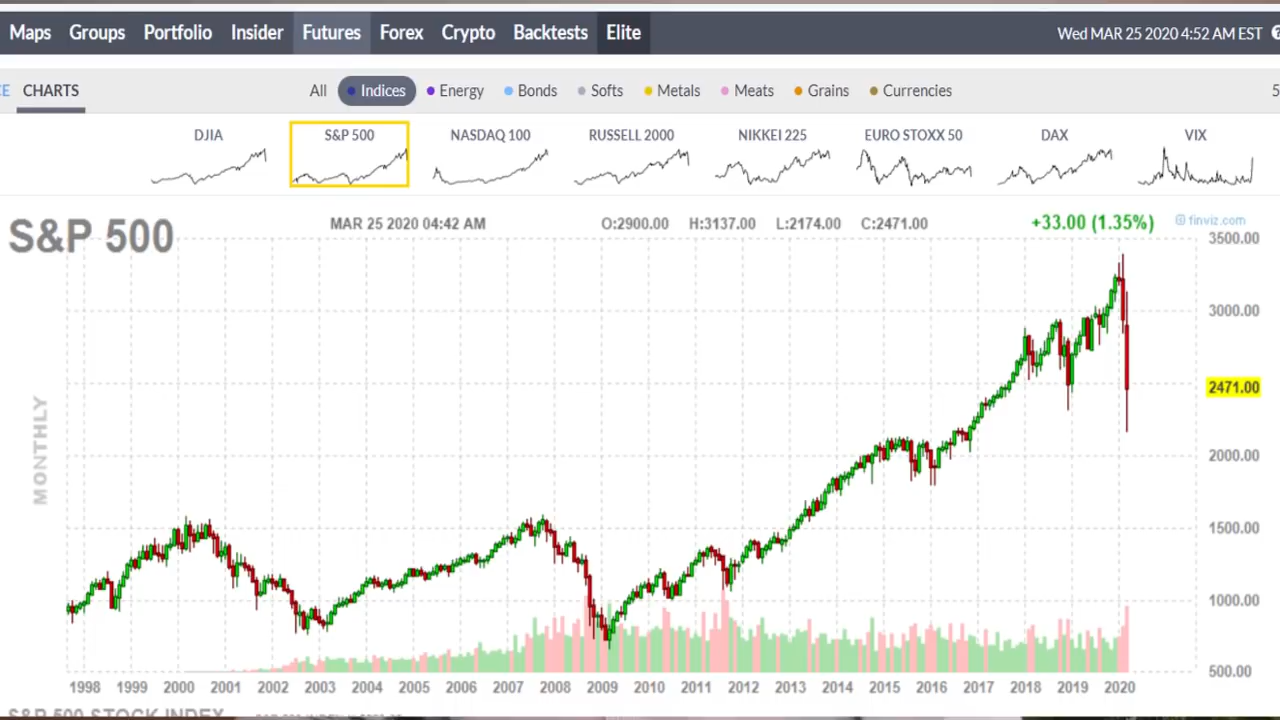 Maps Groups Portfolio Insider Futures Forex Crypto Backtests Elite Wed MAR 25 2020 4:52 AM EST
CE CHARTS All Indices Energy Bonds Softs Metals Meats Grains Currencies 5
DJIA S&P 500 NASDAQ 100 RUSSELL 2000 NIKKEI 225 EURO STOXX 50 DAX VIX
S&P 500 MAR 25 2020 04:42 AM O:2900.00 H:3137.00 L:2174.00 C:2471.00 +33.00 (1.35%) © finviz.com
3500.00
3000.00
2471.00
MONTHLY
2000.00
1500.00
1000.00
500.00
1998 1999 2000 2001 2002 2003 2004 2005 2006 2007 2008 2009 2010 2011 2012 2013 2014 2015 2016 2017 2018 2019 2020
S&P 500 STOCK INDEX